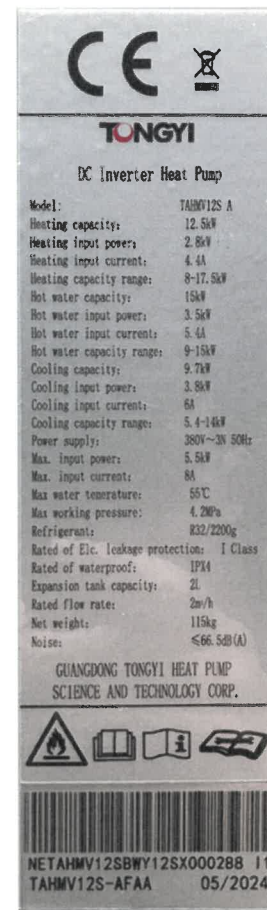 CE
TONGYI
DC Inverter Heat Pump
Model: TAHMV12S A
Heating capacity: 12.5kW
Heating input power: 2.8kW
Heating input current: 4.4A
Heating capacity range: 8-17.5kW
Hot water capacity: 15kW
Hot water input power: 3.5kW
Hot water input current: 5.4A
Hot water capacity range: 9-15kW
Cooling capacity: 9.7kW
Cooling input power: 3.8kW
Cooling input current: 6A
Cooling capacity range: 5.4-14kW
Power supply: 380V~3N 50Hz
Max. input power: 5.5kW
Max. input current: 8A
Max water temerature: 55℃
Max working pressure: 4.2MPa
Refrigerant: R32/2200g
Rated of Elc. leakage protection: I Class
Rated of waterproof: IPX4
Expansion tank capacity: 2L
Rated flow rate: 2m³/h
Net weight: 115kg
Noise: ≤66.5dB(A)
GUANGDONG TONGYI HEAT PUMP
SCIENCE AND TECHNOLOGY CORP.
NETAHMV12SBWY12SX000288 11
TAHMV12S-AFAA 05/2024